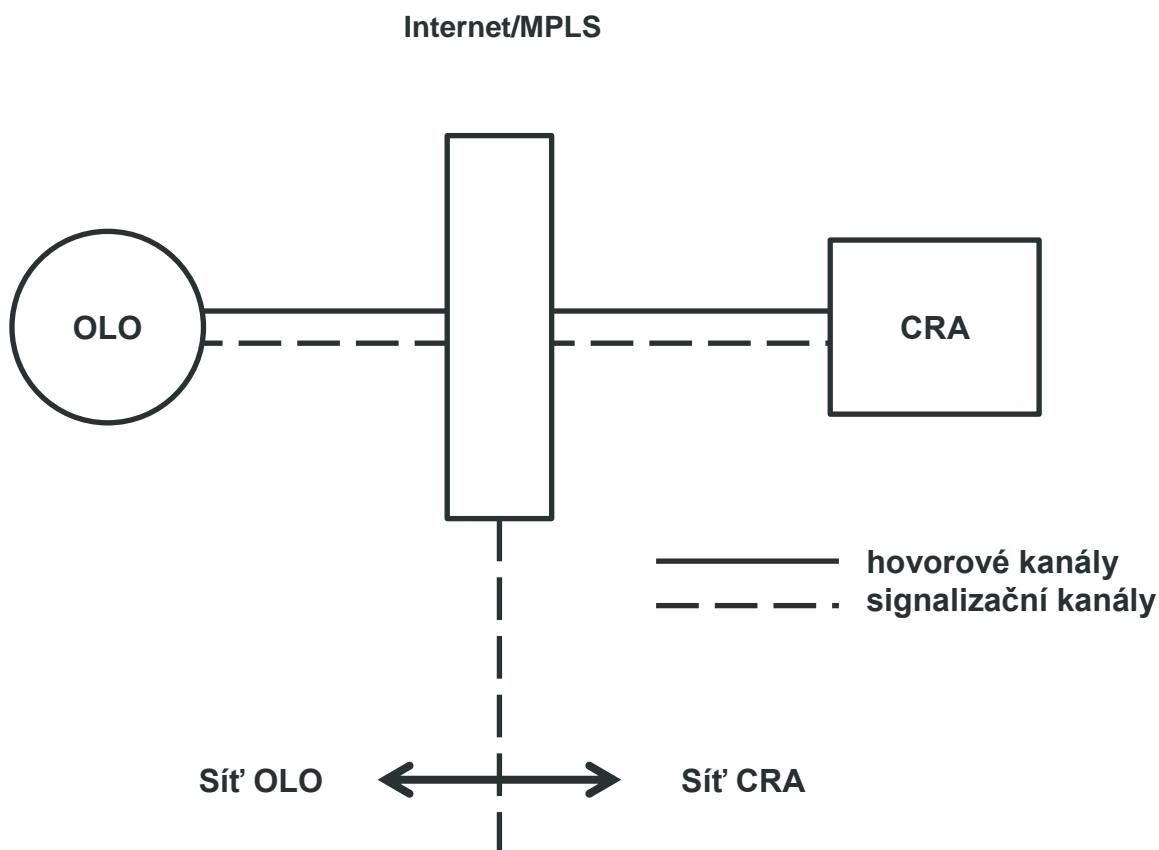 Internet/MPLS
OLO
CRA
hovorové kanály
signalizační kanály
Síť OLO
Síť CRA